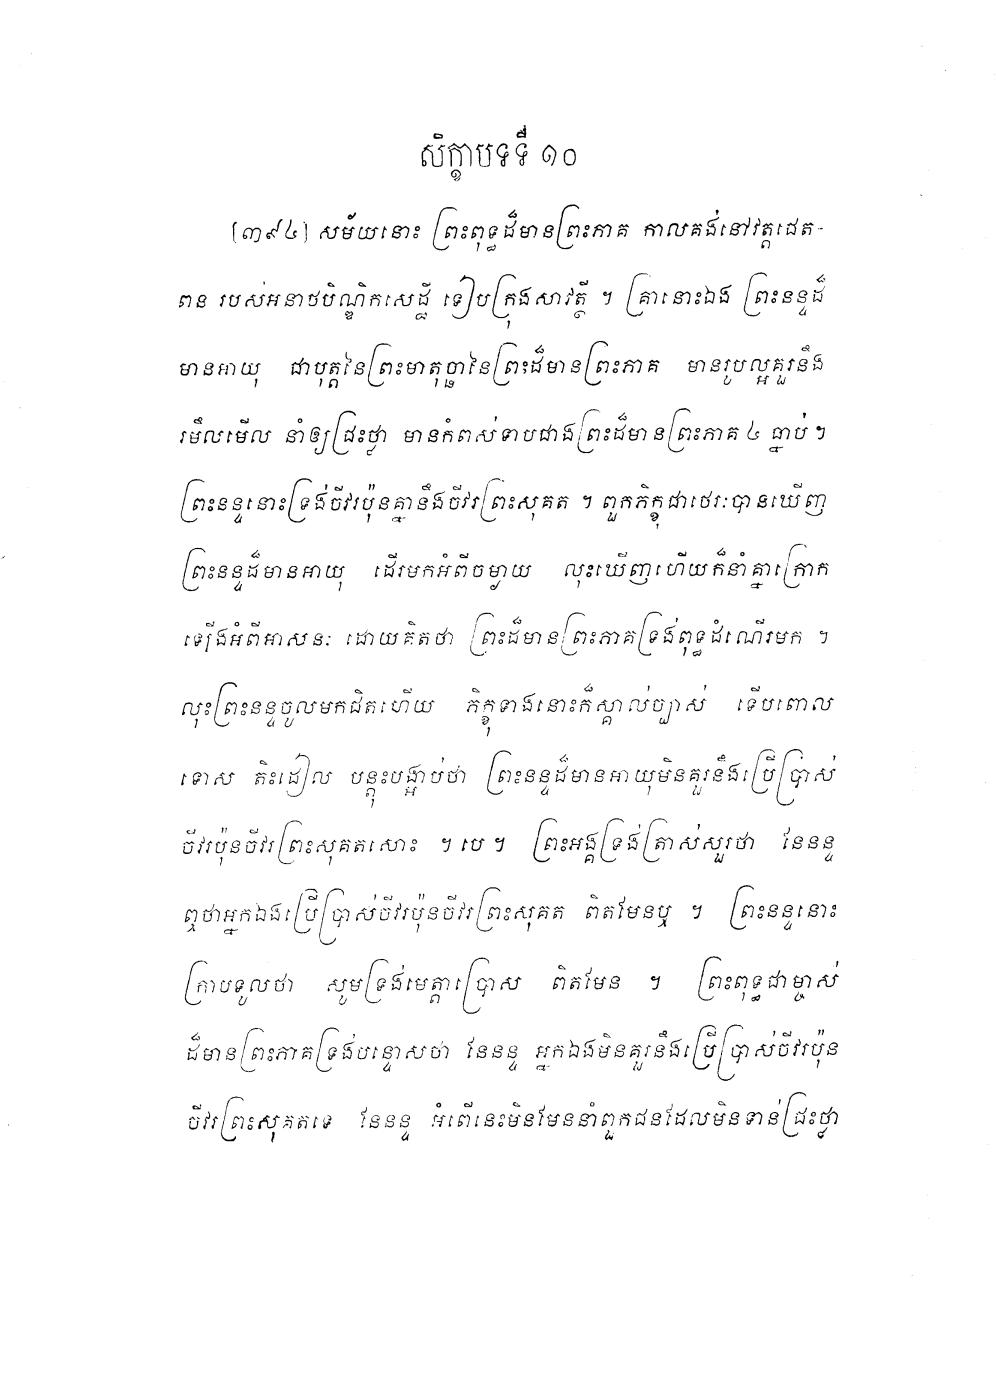 សិក្ខាបទទី ១០
[៣៩៤] សម័យនោះ ព្រះពុទ្ធដ៏មានព្រះភាគ កាលគង់នៅវត្តជេត-
ពន របស់អនាថបិណ្ឌិកសេដ្ឋី ទៀបក្រុងសាវត្ថី ។ គ្រានោះឯង ព្រះនន្ទដ៏
មានអាយុ ជាបុត្តនៃព្រះមាតុច្ឆានៃព្រះដ៏មានព្រះភាគ មានរូបល្អគួរនឹង
រមឹលមើល នាំឲ្យជ្រះថ្លា មានកំពស់ទាបជាងព្រះដ៏មានព្រះភាគ ៤ ធ្នាប់ ។
ព្រះនន្ទនោះទ្រង់ចីវរប៉ុនគ្នានឹងចីវរព្រះសុគត ។ ពួកភិក្ខុជាថេរៈបានឃើញ
ព្រះនន្ទដ៏មានអាយុ ដើរមកអំពីចម្ងាយ លុះឃើញហើយក៏នាំគ្នាក្រោក
ឡើងអំពីអាសនៈ ដោយគិតថា ព្រះដ៏មានព្រះភាគទ្រង់ពុទ្ធដំណើរមក ។
លុះព្រះនន្ទចូលមកជិតហើយ ភិក្ខុទាងនោះក៏ស្គាល់ច្បាស់ ទើបពោល
ទោស តិះដៀល បន្តុះបង្អាប់ថា ព្រះនន្ទដ៏មានអាយុមិនគួរនឹងប្រើប្រាស់
ចីវរប៉ុនចីវរព្រះសុគតសោះ ។ បេ ។ ព្រះអង្គទ្រង់ត្រាស់សួរថា នែនន្ទ
ឮថាអ្នកឯងប្រើប្រាស់ចីវរប៉ុនចីវរព្រះសុគត ពិតមែនឬ ។ ព្រះនន្ទនោះ
ក្រាបទូលថា សូមទ្រង់មេត្តាប្រោស ពិតមែន ។ ព្រះពុទ្ធជាម្ចាស់
ដ៏មានព្រះភាគទ្រង់បន្ទោសថា នែនន្ទ អ្នកឯងមិនគួរនឹងប្រើប្រាស់ចីវរប៉ុន
ចីវរព្រះសុគតទេ នែនន្ទ អំពើនេះមិនមែននាំពួកជនដែលមិនទាន់ជ្រះថ្លា